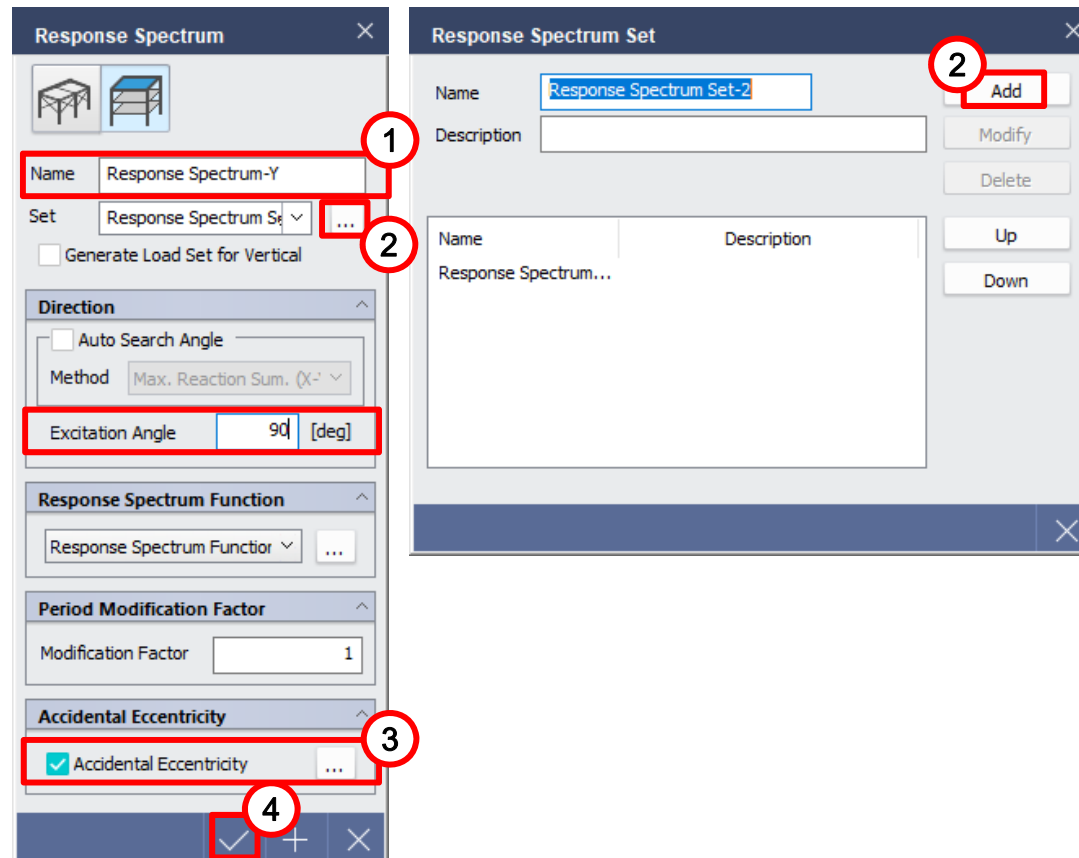 Response Spectrum
1
Name Response Spectrum-Y
Set Response Spectrum Se ...
2
Generate Load Set for Vertical
Direction
Auto Search Angle
Method Max. Reaction Sum. (X-'
Excitation Angle 90 [deg]
Response Spectrum Function
Response Spectrum Function ...
Period Modification Factor
Modification Factor 1
Accidental Eccentricity
3
Accidental Eccentricity ...
4
Response Spectrum Set
2
Name Response Spectrum Set-2 Add
Description Modify
Delete
Name Description Up
Response Spectrum... Down